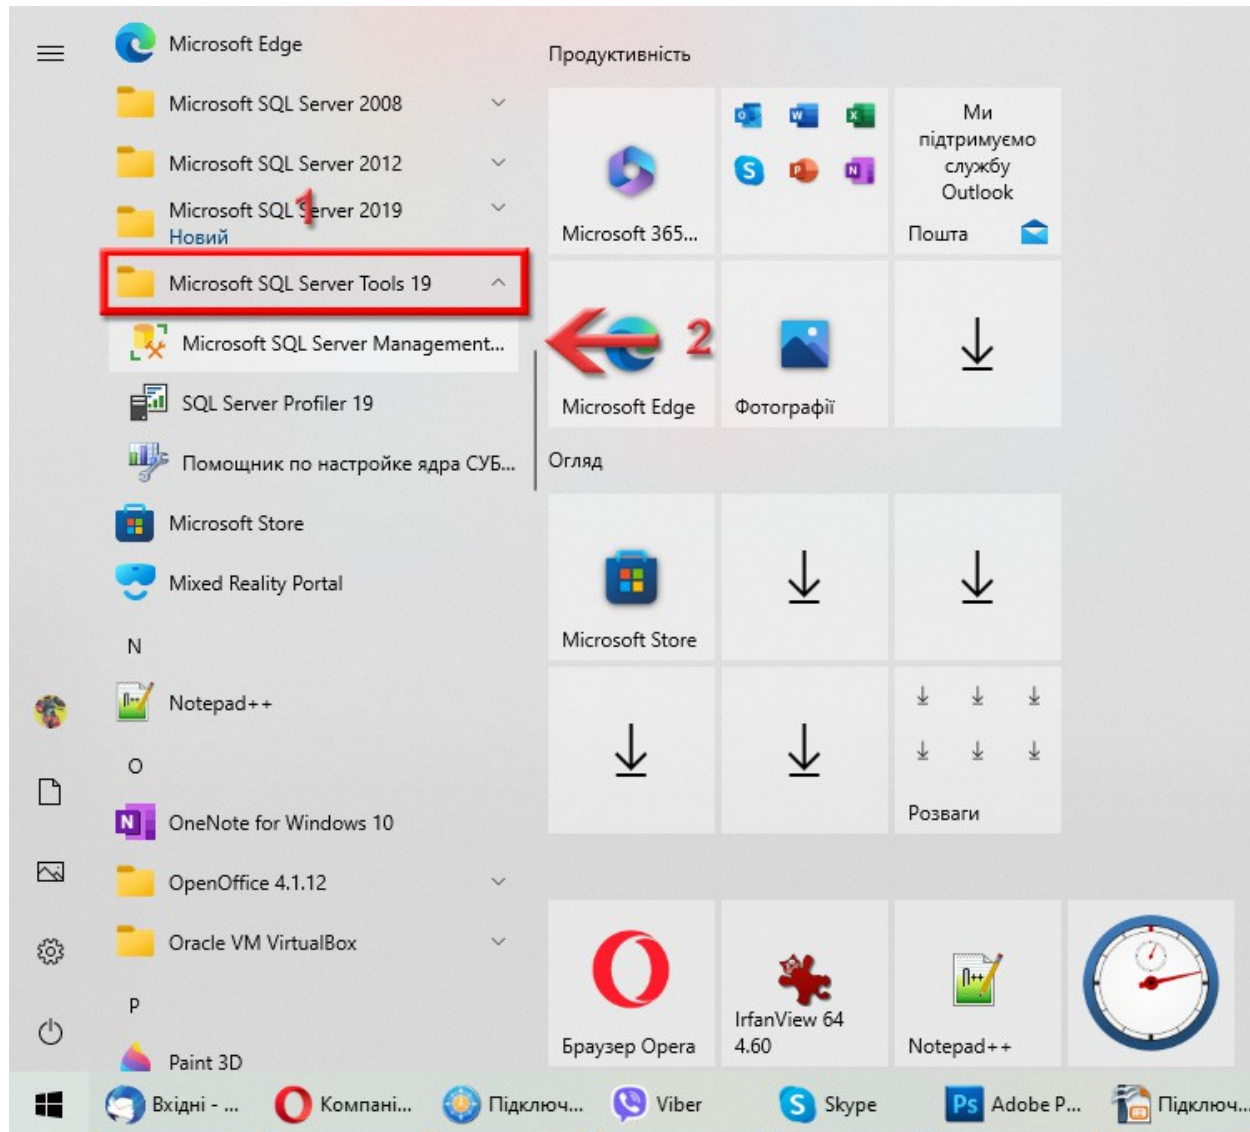 Microsoft Edge
Microsoft SQL Server 2008
Microsoft SQL Server 2012
Microsoft SQL Server 2019
Новий
1
Microsoft SQL Server Tools 19
Microsoft SQL Server Management...
2
SQL Server Profiler 19
Помощник по настройке ядра СУБ...
Microsoft Store
Mixed Reality Portal
N
Notepad++
O
OneNote for Windows 10
OpenOffice 4.1.12
Oracle VM VirtualBox
P
Paint 3D
Продуктивність
Microsoft 365...
Ми
підтримуємо
службу
Outlook
Пошта
Microsoft Edge
Фотографії
Огляд
Microsoft Store
Розваги
Браузер Opera
IrfanView 64
4.60
Notepad++
Вхідні - ...
Компані...
Підключ...
Viber
Skype
Ps
Adobe P...
Підключ...